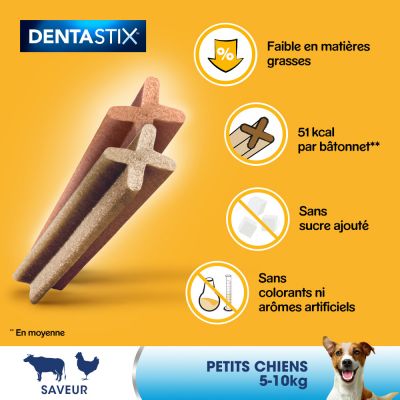 DENTASTIX
%
Faible en matières
grasses
51 kcal
par bâtonnet**
Sans
sucre ajouté
Sans
colorants ni
arômes artificiels
** En moyenne
SAVEUR
PETITS CHIENS
5-10kg